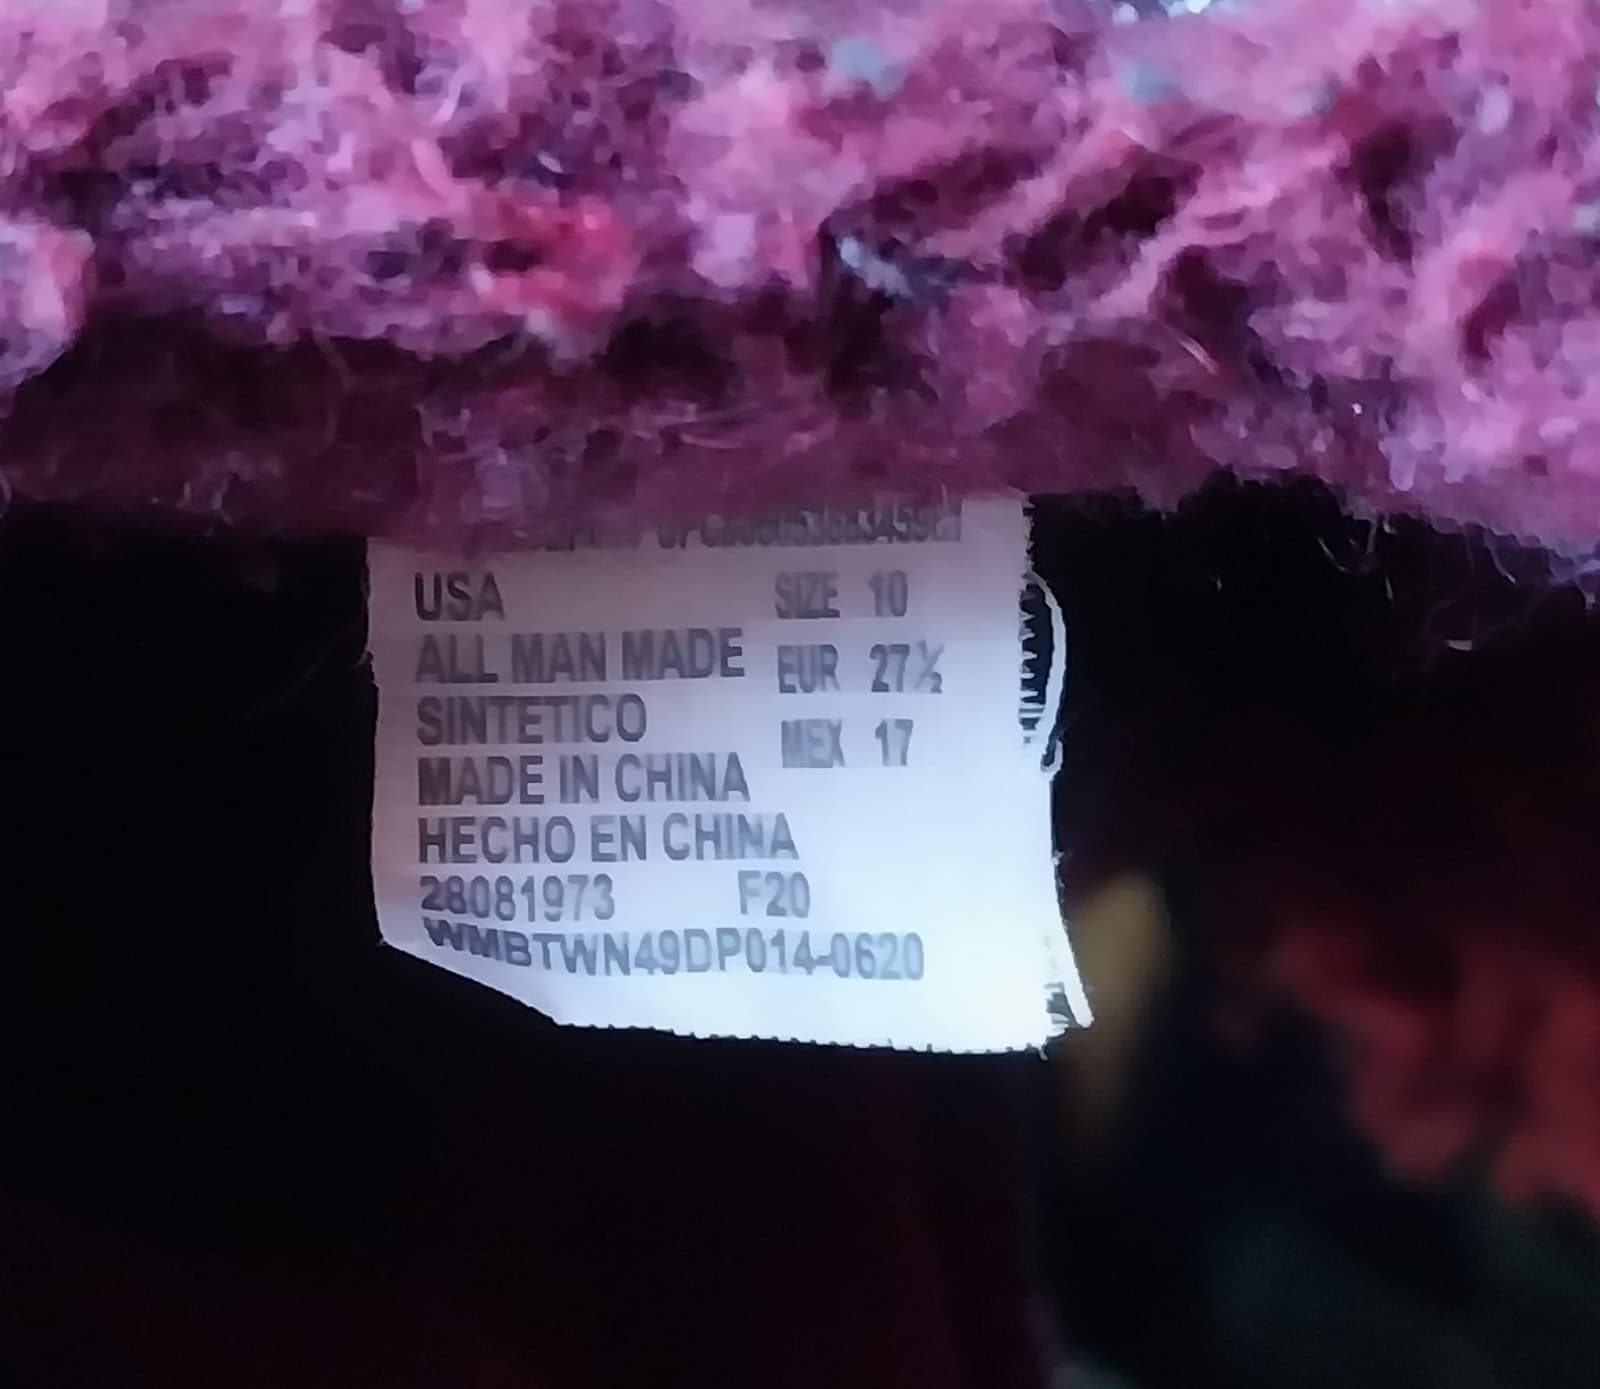 USA SIZE 10
ALL MAN MADE EUR 27½
SINTETICO
MADE IN CHINA MEX 17
HECHO EN CHINA
28081973 F20
WMBTWN49DP014-0620